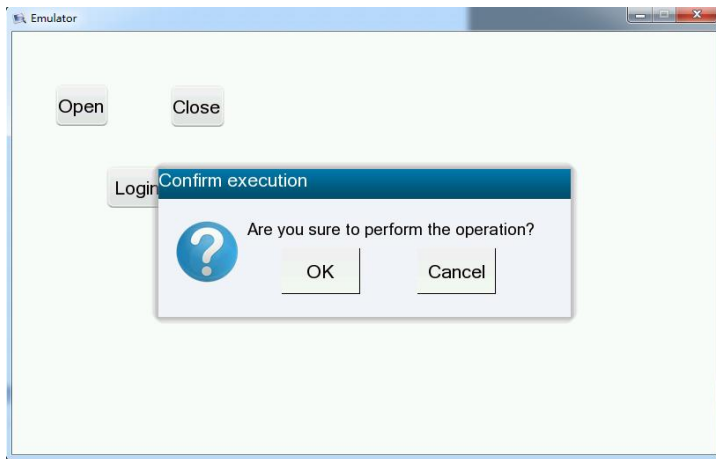 Emulator
Open
Close
Login
Confirm execution
Are you sure to perform the operation?
OK
Cancel